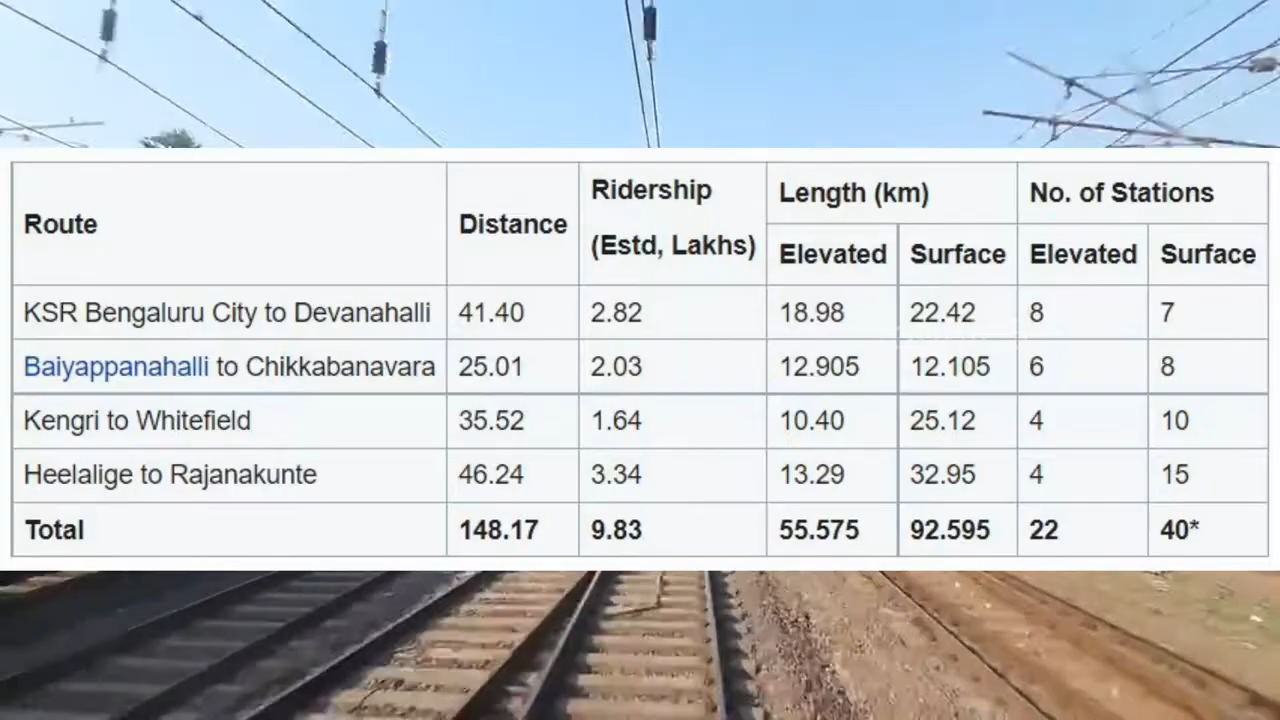 Route Distance Ridership (Estd, Lakhs) Length (km) No. of Stations
Elevated Surface Elevated Surface
KSR Bengaluru City to Devanahalli 41.40 2.82 18.98 22.42 8 7
Baiyappanahalli to Chikkabanavara 25.01 2.03 12.905 12.105 6 8
Kengri to Whitefield 35.52 1.64 10.40 25.12 4 10
Heelalige to Rajanakunte 46.24 3.34 13.29 32.95 4 15
Total 148.17 9.83 55.575 92.595 22 40*